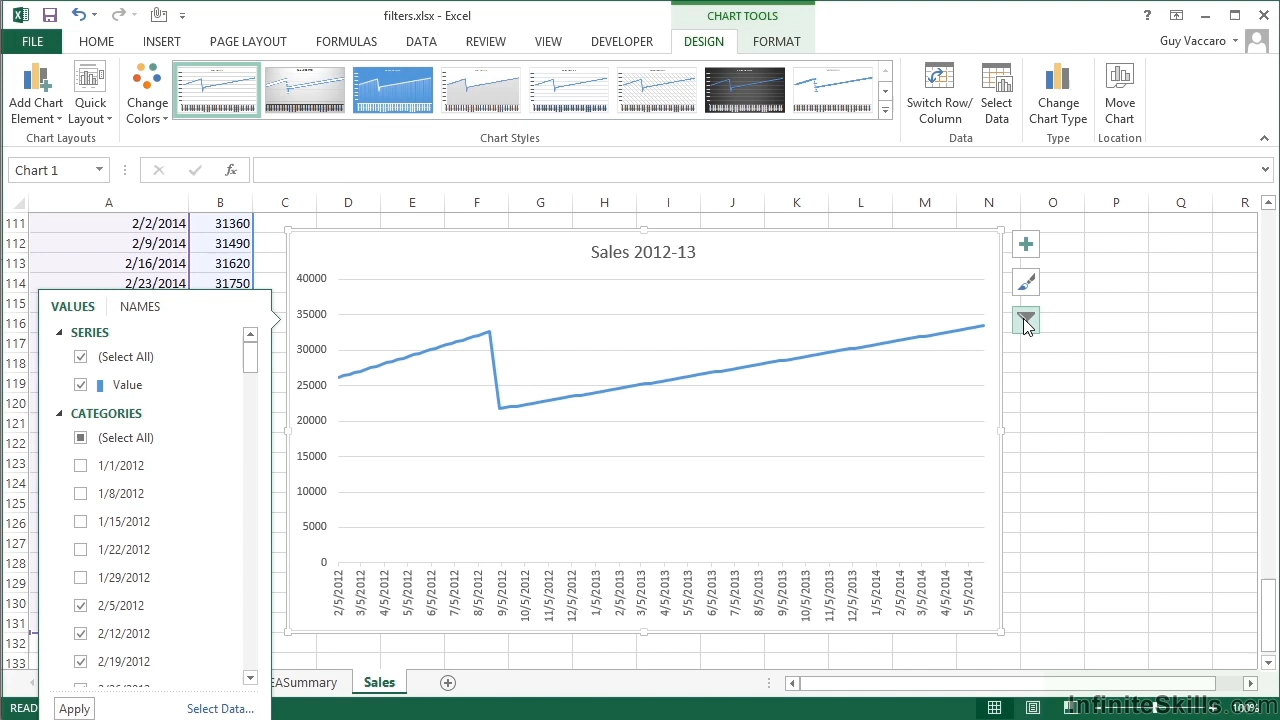 filters.xlsx - Excel
CHART TOOLS
?
FILE HOME INSERT PAGE LAYOUT FORMULAS DATA REVIEW VIEW DEVELOPER DESIGN FORMAT Guy Vaccaro
Add Chart Element
Quick Layout
Change Colors
Switch Row/ Column
Select Data
Change Chart Type
Move Chart
Chart Layouts Chart Styles Data Type Location
Chart 1 fx
A B C D E F G H I J K L M N O P Q R
111 2/2/2014 31360
112 2/9/2014 31490
113 2/16/2014 31620
114 2/23/2014 31750
115
116
117
118
119
120
121
122
123
124
125
126
127
128
129
130
131
132
133
VALUES NAMES
SERIES
(Select All)
Value
CATEGORIES
(Select All)
1/1/2012
1/8/2012
1/15/2012
1/22/2012
1/29/2012
2/5/2012
2/12/2012
2/19/2012
Apply Select Data...
Sales 2012-13
40000
35000
30000
25000
20000
15000
10000
5000
0
2/5/2012 3/5/2012 4/5/2012 5/5/2012 6/5/2012 7/5/2012 8/5/2012 9/5/2012 10/5/2012 11/5/2012 12/5/2012 1/5/2013 2/5/2013 3/5/2013 4/5/2013 5/5/2013 6/5/2013 7/5/2013 8/5/2013 9/5/2013 10/5/2013 11/5/2013 12/5/2013 1/5/2014 2/5/2014 3/5/2014 4/5/2014 5/5/2014
EASummary Sales
READ
InfiniteSkills.com